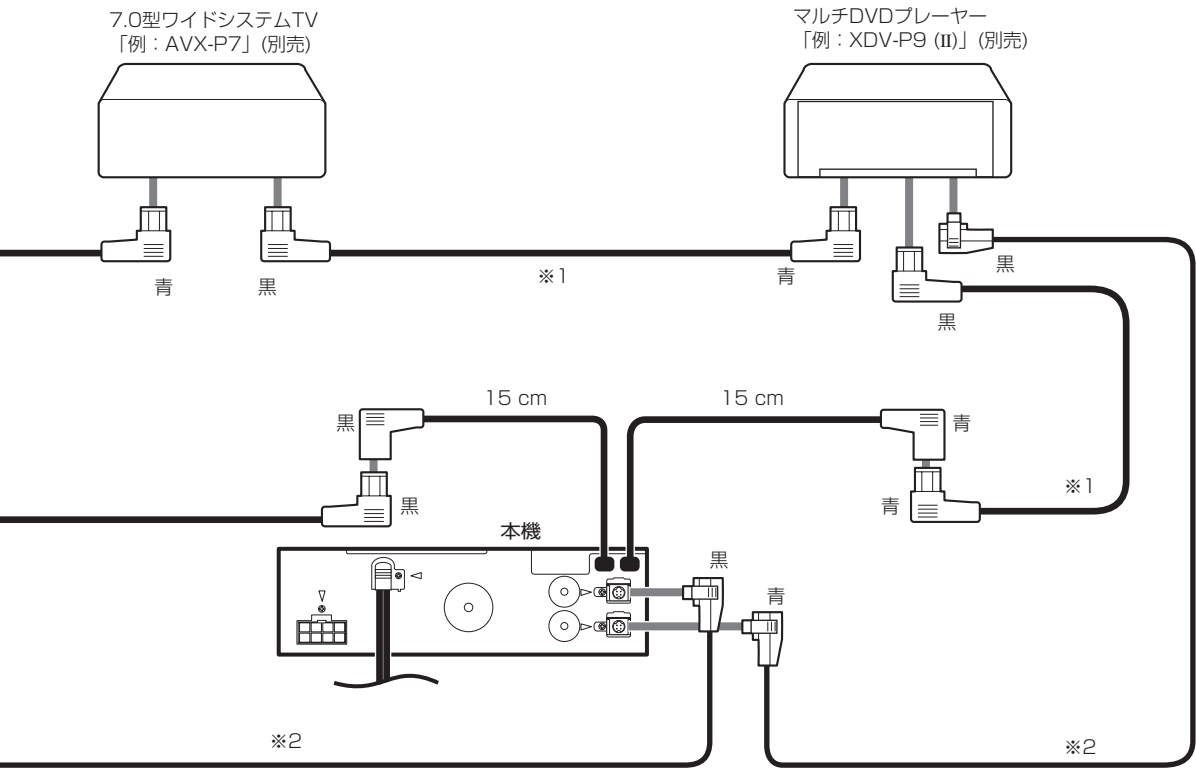 7.0型ワイドシステムTV
「例：AVX-P7」(別売)
マルチDVDプレーヤー
「例：XDV-P9 (II)」(別売)
青
黒
※1
青
黒
黒
15 cm
15 cm
黒
青
黒
青
※1
本機
黒
青
※2
※2